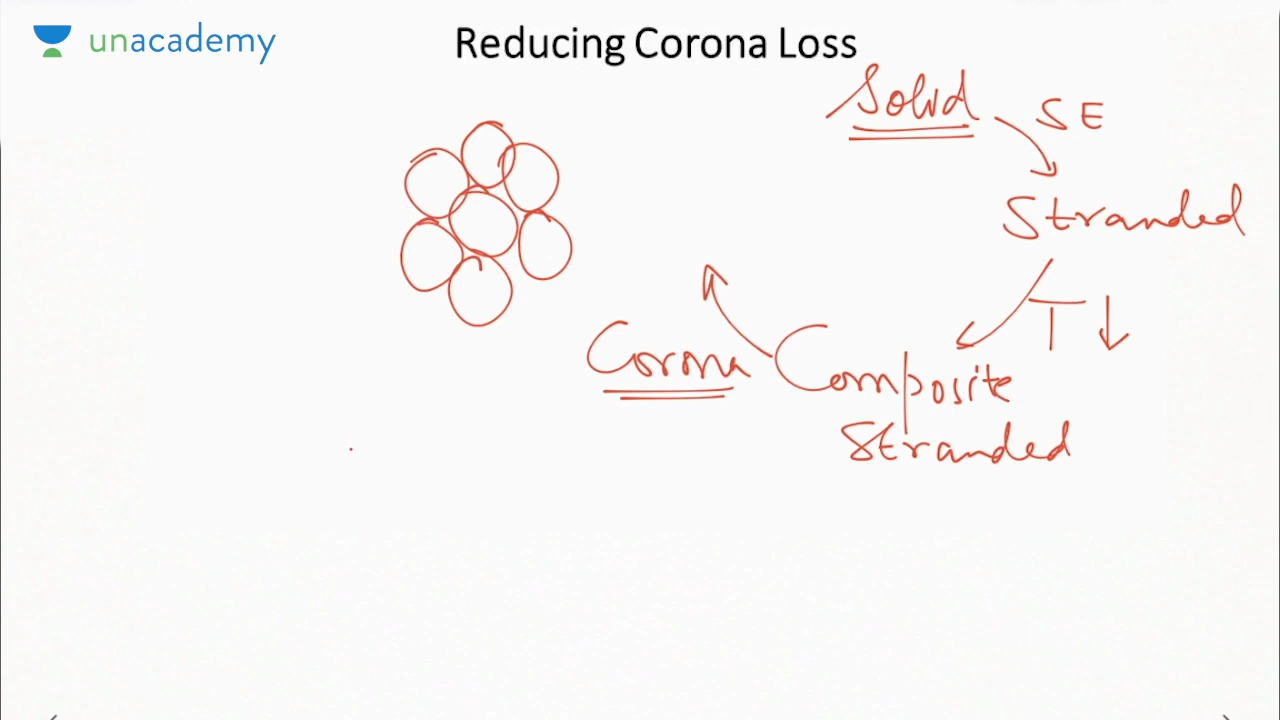 unacademy
Reducing Corona Loss
Solid
SE
Stranded
T ↓
Corona
Composite
Stranded